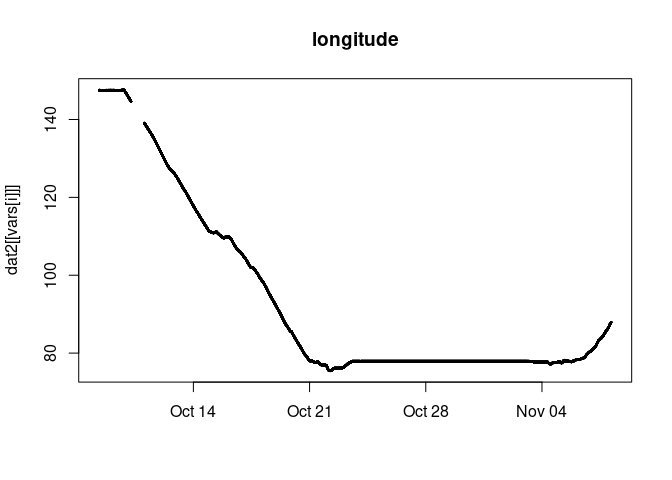 longitude
dat2[[vars[i]]]
140
120
100
80
Oct 14
Oct 21
Oct 28
Nov 04